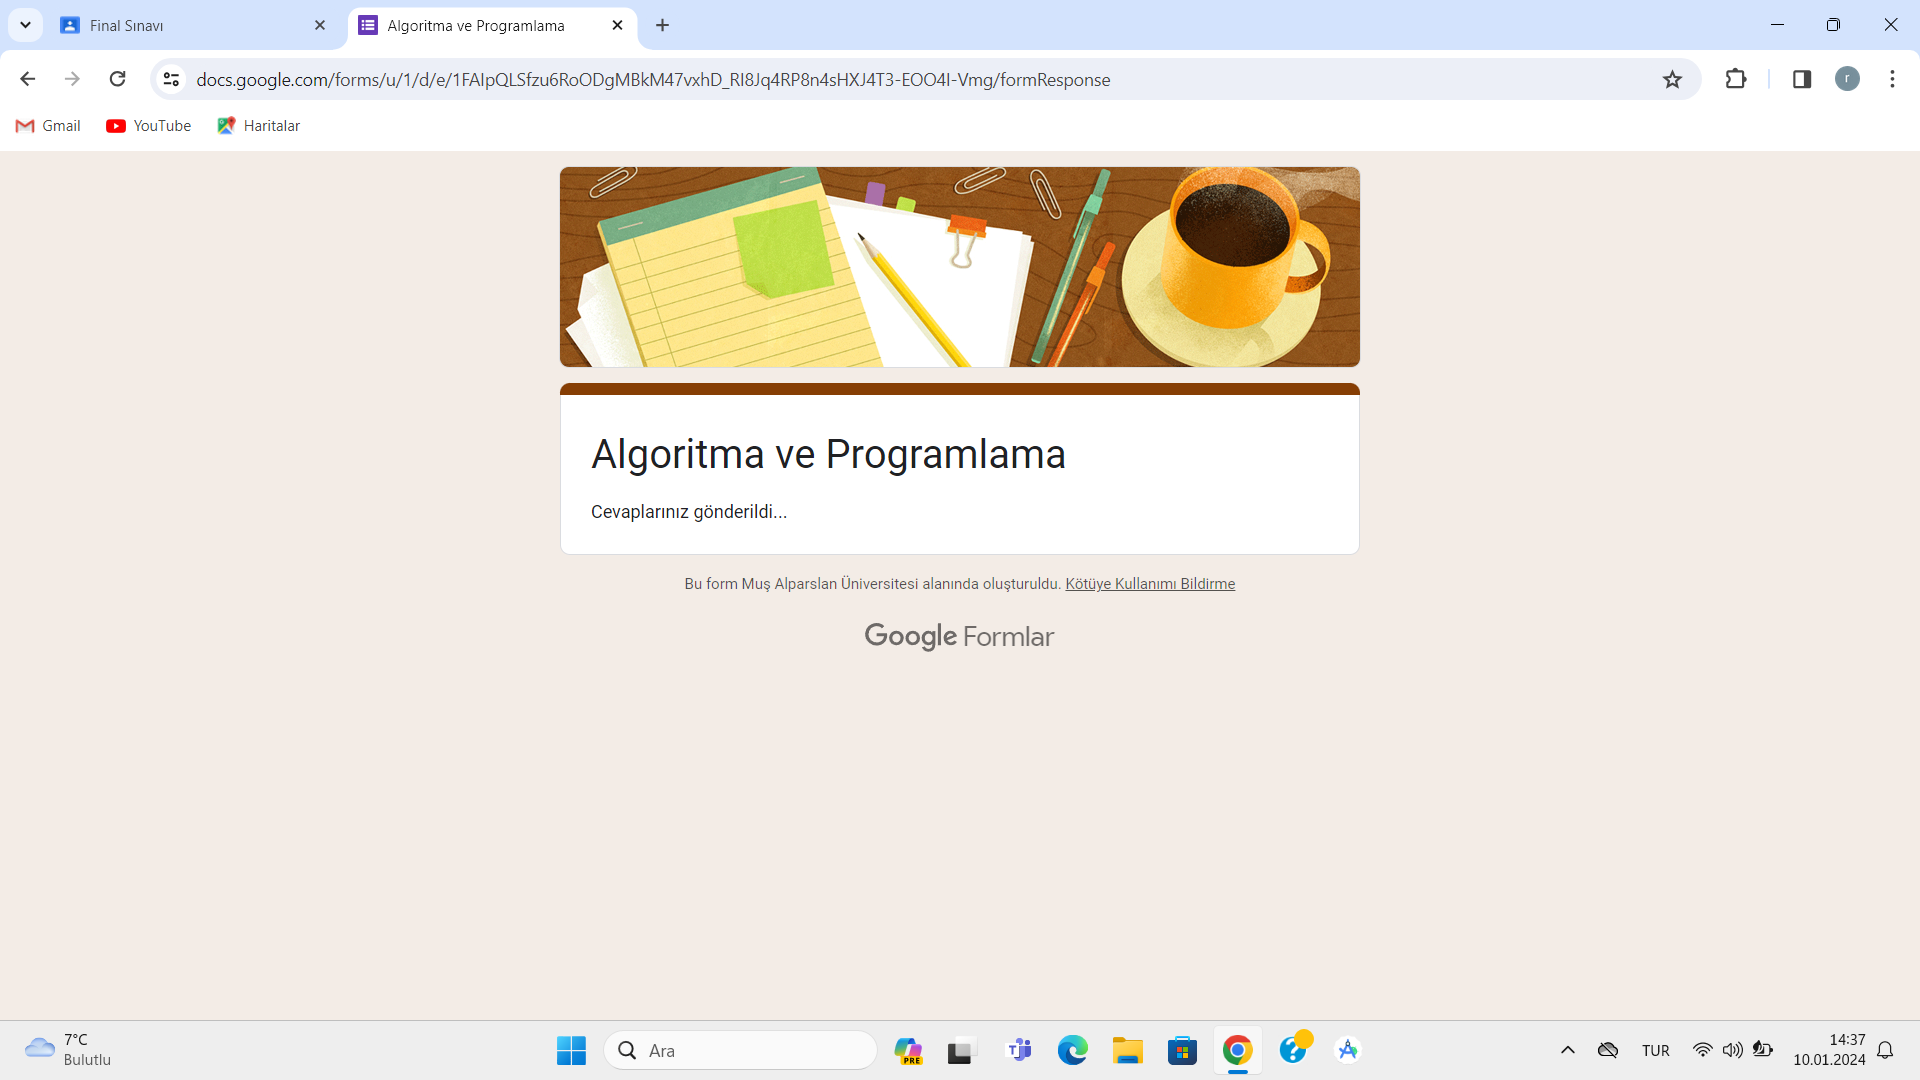 Final Sınavı
Algoritma ve Programlama
docs.google.com/forms/u/1/d/e/1FAIpQLSfzu6RoODgMBkM47vxhD_RI8Jq4RP8n4sHXJ4T3-EOO4I-Vmg/formResponse
r
Gmail
YouTube
Haritalar
Algoritma ve Programlama
Cevaplarınız gönderildi...
Bu form Muş Alparslan Üniversitesi alanında oluşturuldu. Kötüye Kullanımı Bildirme
Google Formlar
7°C
Bulutlu
Ara
PRE
TUR
14:37
10.01.2024